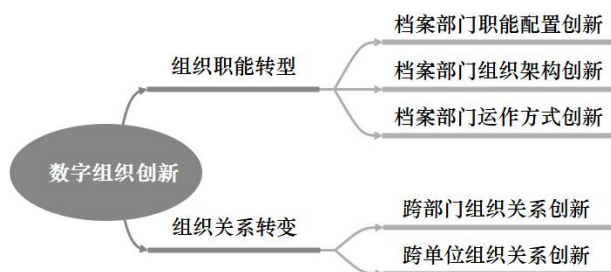 数字组织创新
组织职能转型
档案部门职能配置创新
档案部门组织架构创新
档案部门运作方式创新
组织关系转变
跨部门组织关系创新
跨单位组织关系创新